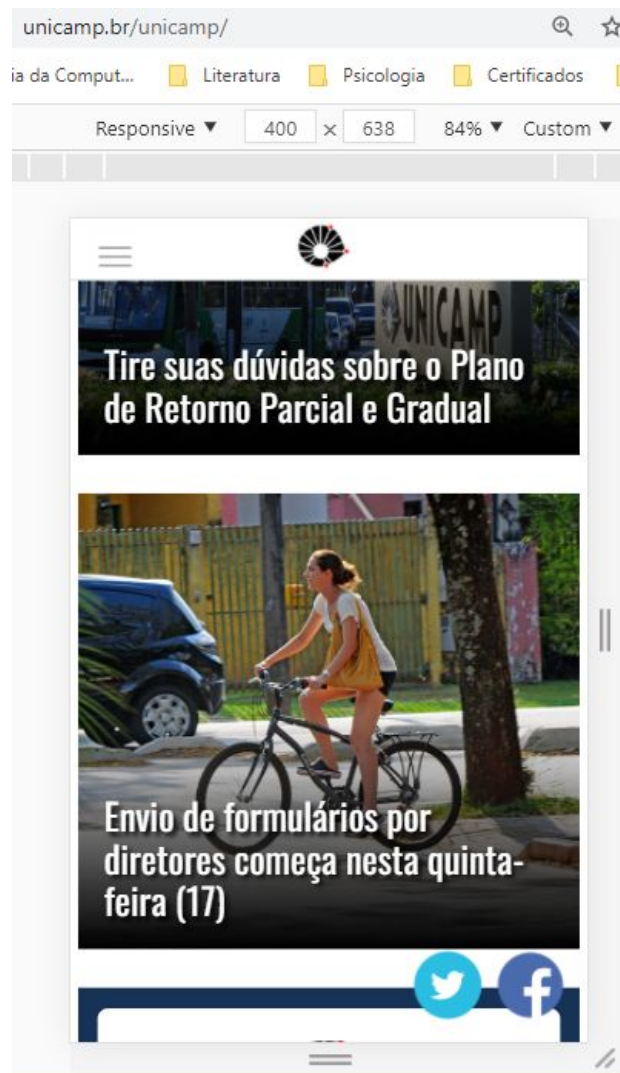 unicamp.br/unicamp/
ia da Comput... Literatura Psicologia Certificados
Responsive ▼ 400 × 638 84% ▼ Custom ▼
UNICAMP
Tire suas dúvidas sobre o Plano
de Retorno Parcial e Gradual
Envio de formulários por
diretores começa nesta quinta-
feira (17)